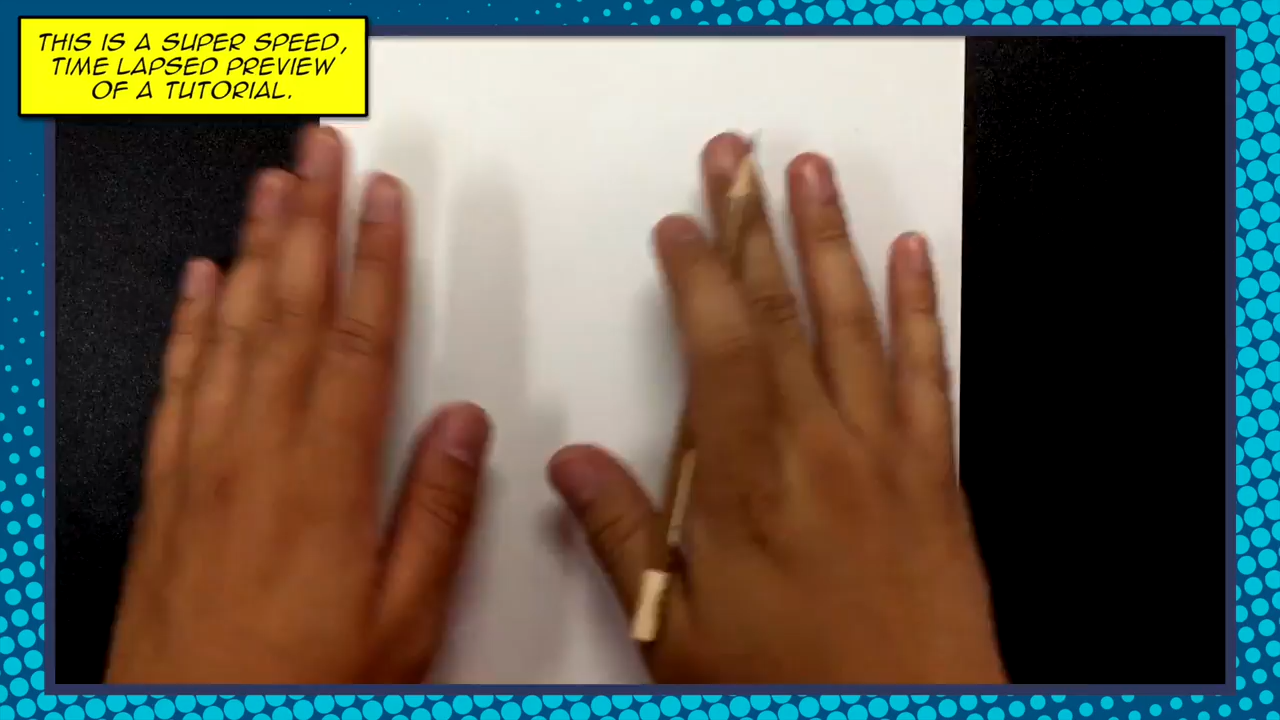 THIS IS A SUPER SPEED,
TIME LAPSED PREVIEW
OF A TUTORIAL.